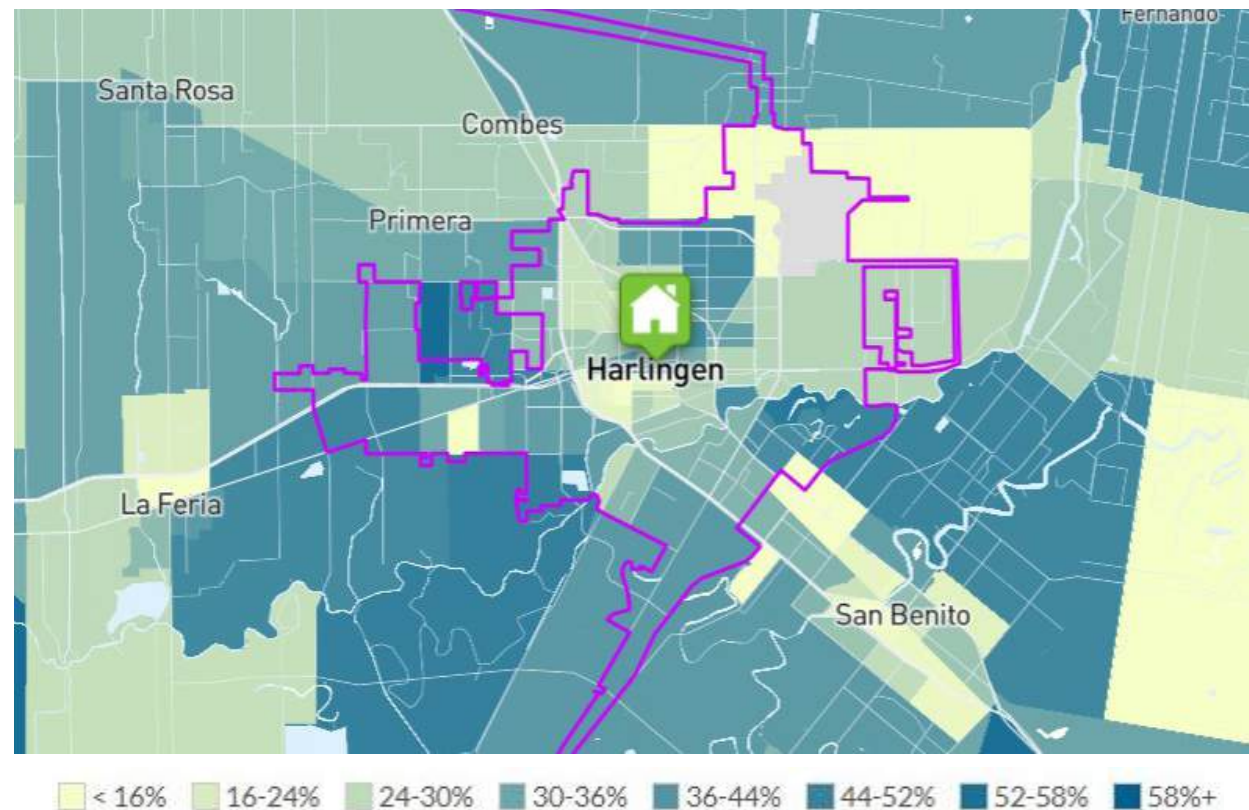 Fernando
Santa Rosa
Combes
Primera
Harlingen
La Feria
San Benito
< 16% 16-24% 24-30% 30-36% 36-44% 44-52% 52-58% 58%+